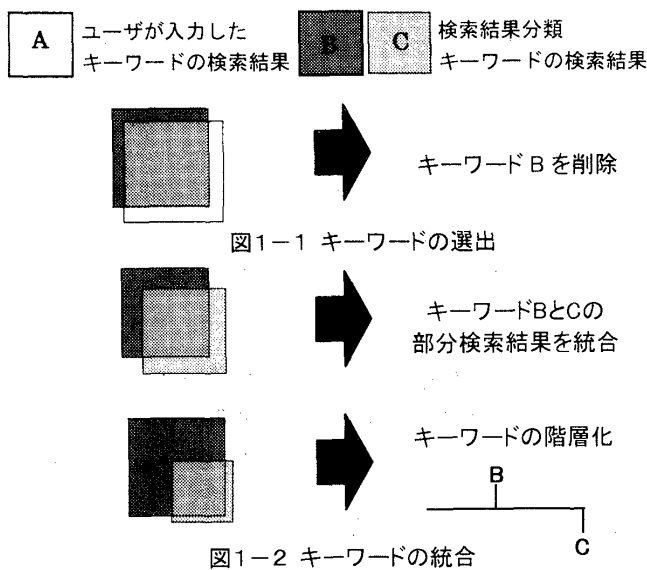 A
ユーザが入力した
キーワードの検索結果
B
C
検索結果分類
キーワードの検索結果
キーワードBを削除
図1-1 キーワードの選出
キーワードBとCの
部分検索結果を統合
キーワードの階層化
B
C
図1-2 キーワードの統合